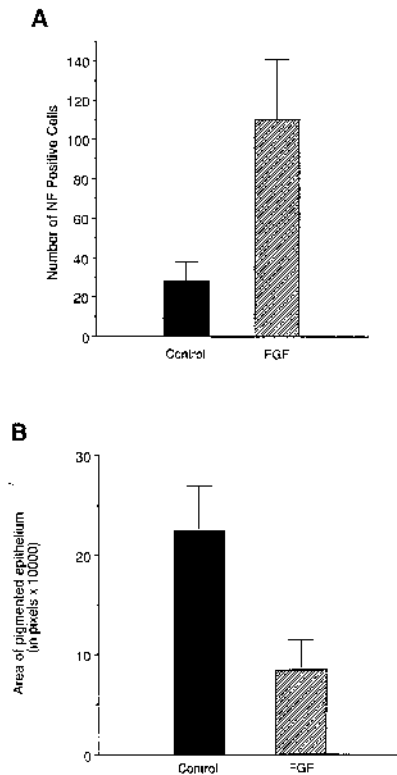 A
Number of NF Positive Cells
140
120
100
80
60
40
20
0
Control
FGF
B
Area of pigmented epithelium
(in pixels x 10000)
30
20
10
0
Control
FGF